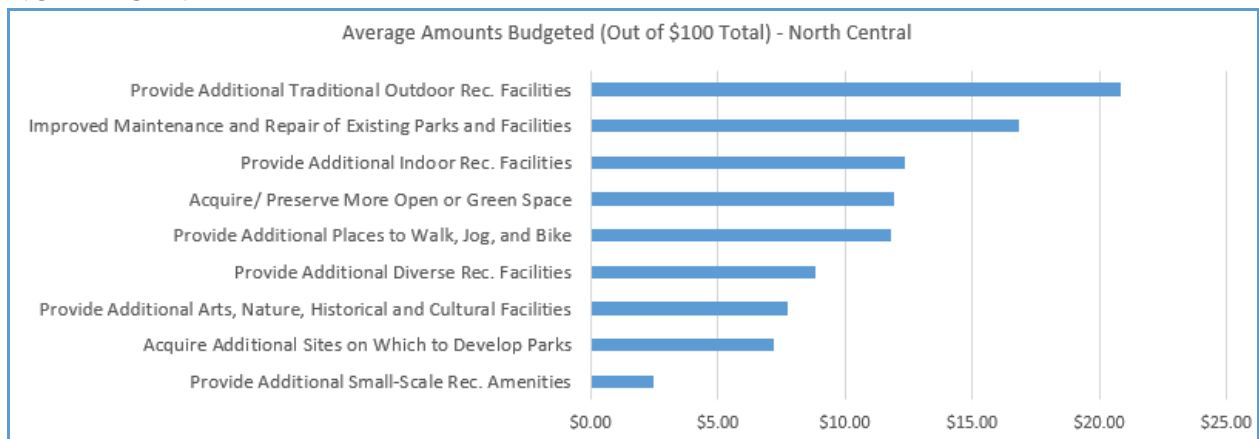 Average Amounts Budgeted (Out of $100 Total) - North Central
Provide Additional Traditional Outdoor Rec. Facilities
Improved Maintenance and Repair of Existing Parks and Facilities
Provide Additional Indoor Rec. Facilities
Acquire/ Preserve More Open or Green Space
Provide Additional Places to Walk, Jog, and Bike
Provide Additional Diverse Rec. Facilities
Provide Additional Arts, Nature, Historical and Cultural Facilities
Acquire Additional Sites on Which to Develop Parks
Provide Additional Small-Scale Rec. Amenities
$0.00 $5.00 $10.00 $15.00 $20.00 $25.00